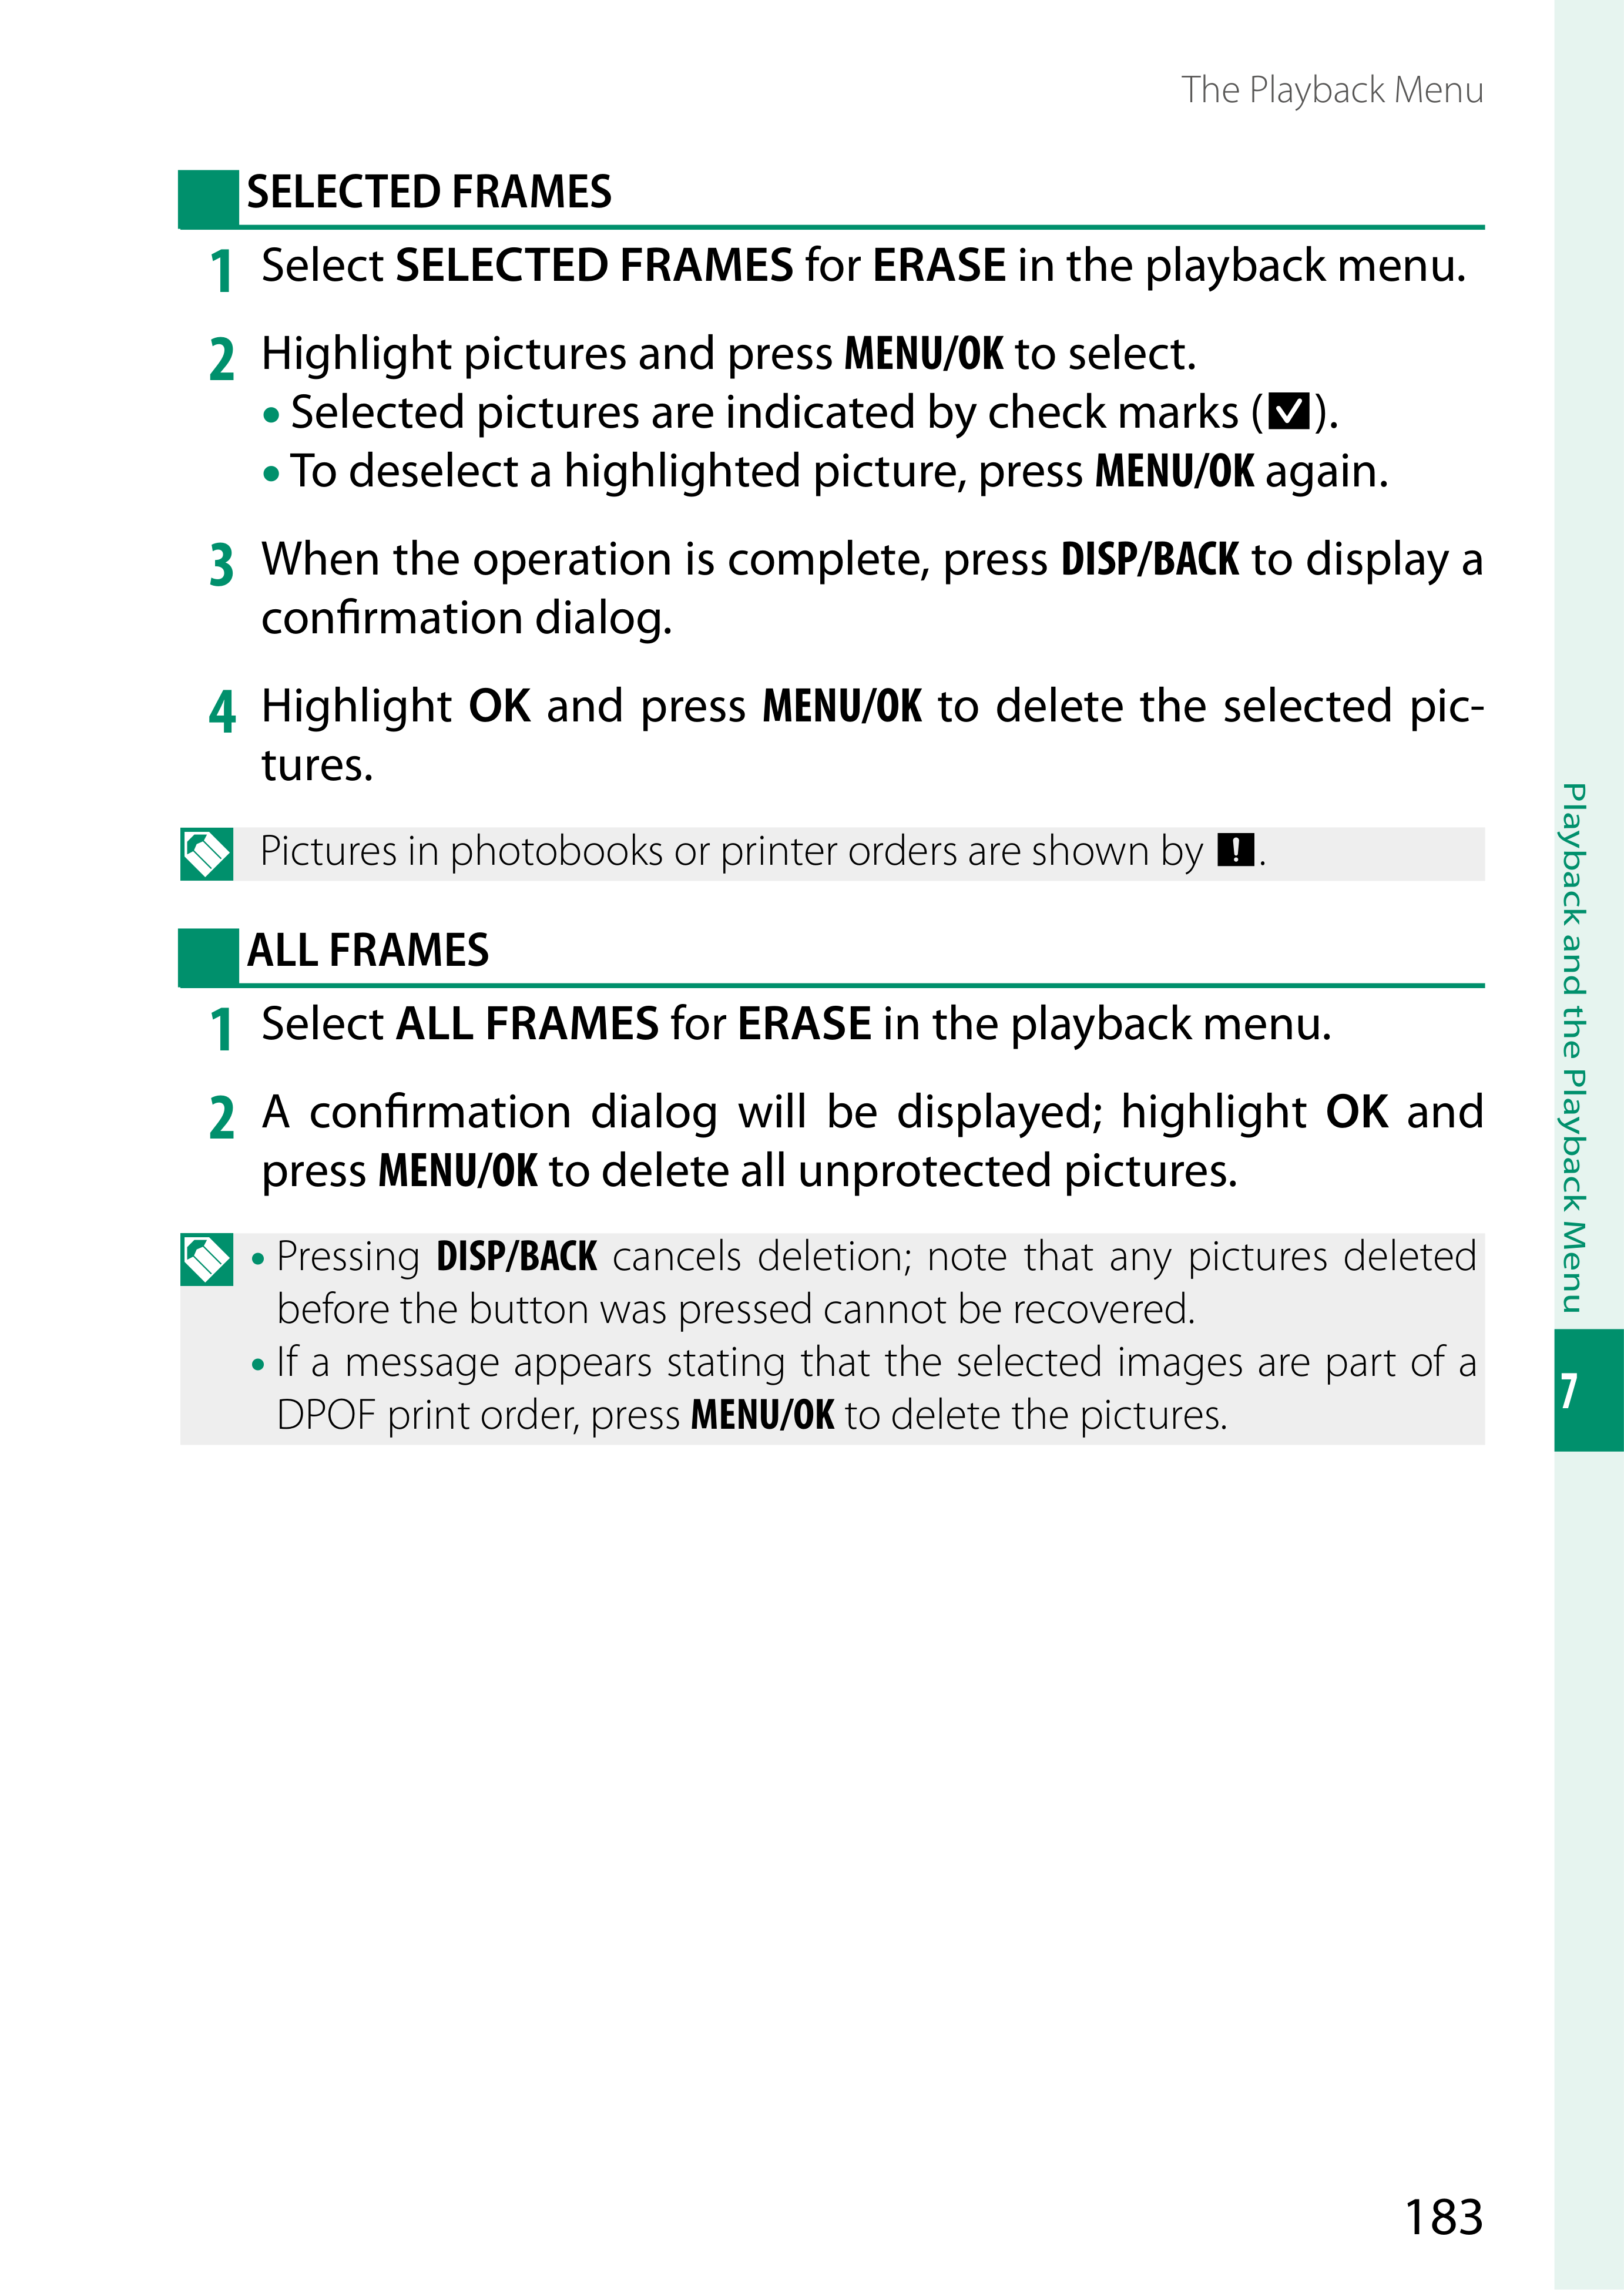 The Playback Menu
SELECTED FRAMES
1 Select SELECTED FRAMES for ERASE in the playback menu.
2 Highlight pictures and press MENU/OK to select.
• Selected pictures are indicated by check marks (☑).
• To deselect a highlighted picture, press MENU/OK again.
3 When the operation is complete, press DISP/BACK to display a
confirmation dialog.
4 Highlight OK and press MENU/OK to delete the selected pic-
tures.
Pictures in photobooks or printer orders are shown by !.
ALL FRAMES
1 Select ALL FRAMES for ERASE in the playback menu.
2 A confirmation dialog will be displayed; highlight OK and
press MENU/OK to delete all unprotected pictures.
• Pressing DISP/BACK cancels deletion; note that any pictures deleted
before the button was pressed cannot be recovered.
• If a message appears stating that the selected images are part of a
DPOF print order, press MENU/OK to delete the pictures.
Playback and the Playback Menu
7
183